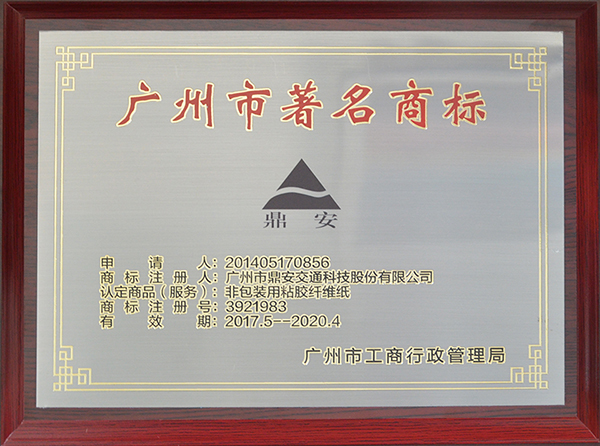 广州市著名商标
鼎 安
申请人：201405170856
商标注册人：广州市鼎安交通科技股份有限公司
认定商品（服务）：非包装用粘胶纤维纸
商标注册号：3921983
有效期：2017.5--2020.4
广州市工商行政管理局